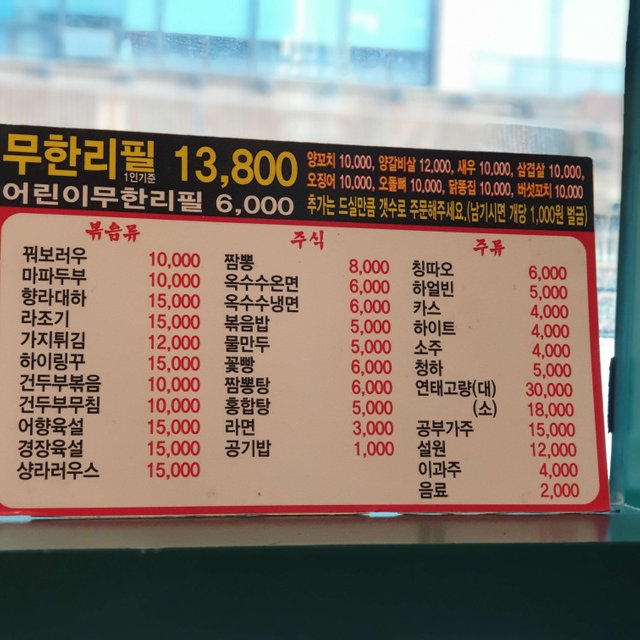 무한리필 1인기준 13,800
어린이무한리필 6,000
양꼬치 10,000, 양갈비살 12,000, 새우 10,000, 삼겹살 10,000,
오징어 10,000, 오돌뼈 10,000, 닭똥집 10,000, 버섯꼬치 10,000
추가는 드실만큼 갯수로 주문해주세요.(남기시면 개당 1,000원 벌금)
볶음류
꿔보러우 10,000
마파두부 10,000
향라대하 15,000
라조기 15,000
가지튀김 12,000
하이링꾸 15,000
건두부볶음 10,000
건두부무침 10,000
어향육설 15,000
경장육설 15,000
샹라러우스 15,000
주식
짬뽕 8,000
옥수수온면 6,000
옥수수냉면 6,000
볶음밥 5,000
물만두 5,000
꽃빵 6,000
짬뽕탕 6,000
홍합탕 5,000
라면 3,000
공기밥 1,000
주류
칭따오 6,000
하얼빈 5,000
카스 4,000
하이트 4,000
소주 4,000
청하 5,000
연태고량(대) 30,000
(소) 18,000
공부가주 15,000
설원 12,000
이과주 4,000
음료 2,000